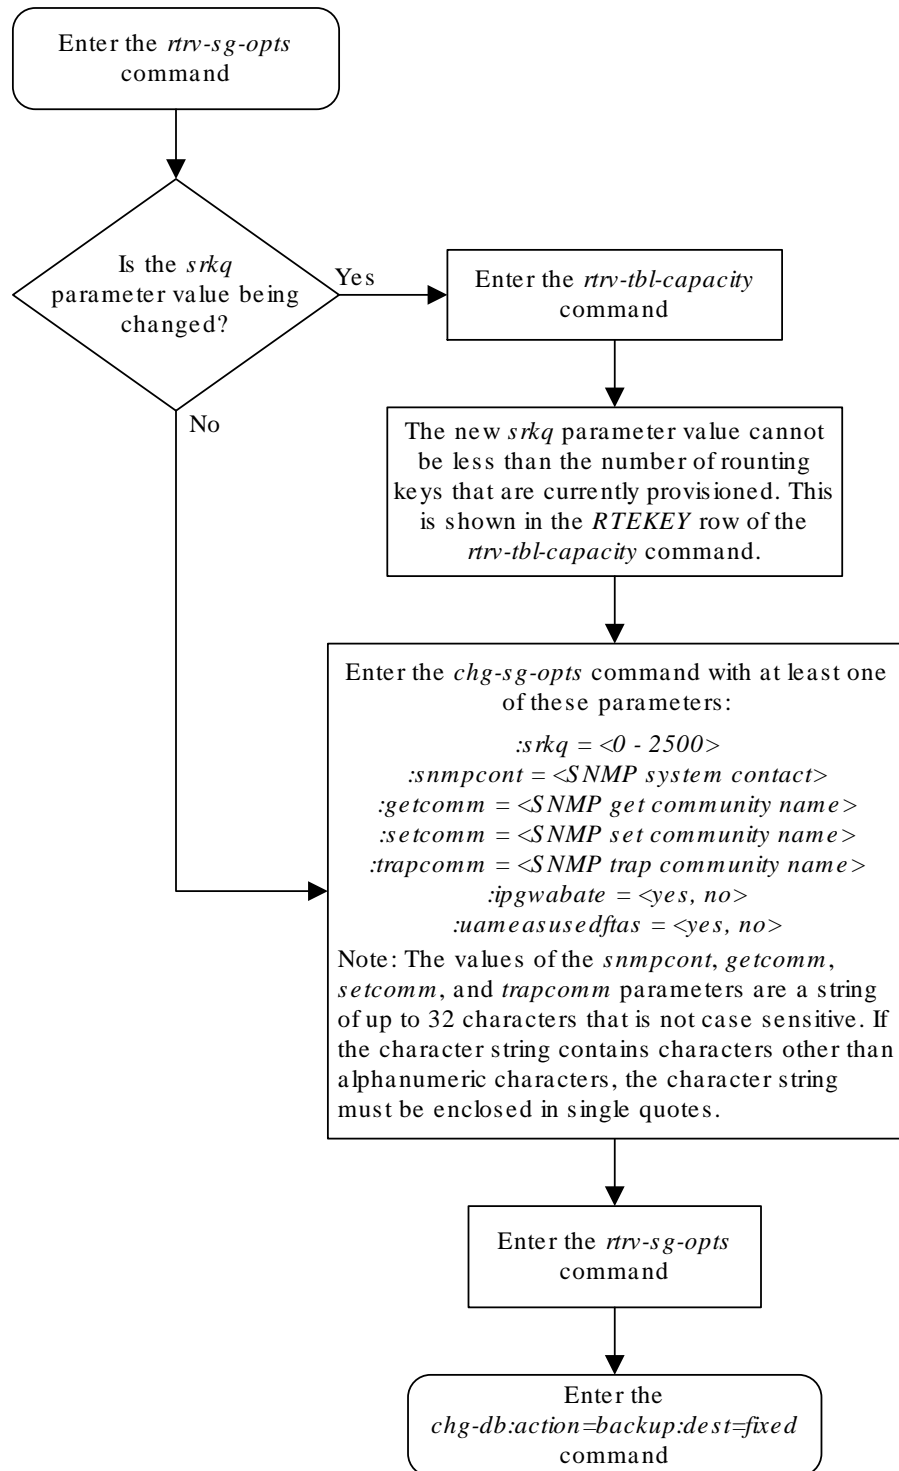 Enter the rtrv-sg-opts
command
Is the srkq
parameter value being
changed?
Yes
No
Enter the rtrv-tbl-capacity
command
The new srkq parameter value cannot
be less than the number of rounting
keys that are currently provisioned. This
is shown in the RTEKEY row of the
rtrv-tbl-capacity command.
Enter the chg-sg-opts command with at least one
of these parameters:
:srkq = <0 - 2500>
:snmpcont = <SNMP system contact>
:getcomm = <SNMP get community name>
:setcomm = <SNMP set community name>
:trapcomm = <SNMP trap community name>
:ipgwabate = <yes, no>
:uameasusedftas = <yes, no>
Note: The values of the snmpcont, getcomm,
setcomm, and trapcomm parameters are a string
of up to 32 characters that is not case sensitive. If
the character string contains characters other than
alphanumeric characters, the character string
must be enclosed in single quotes.
Enter the rtrv-sg-opts
command
Enter the
chg-db:action=backup:dest=fixed
command